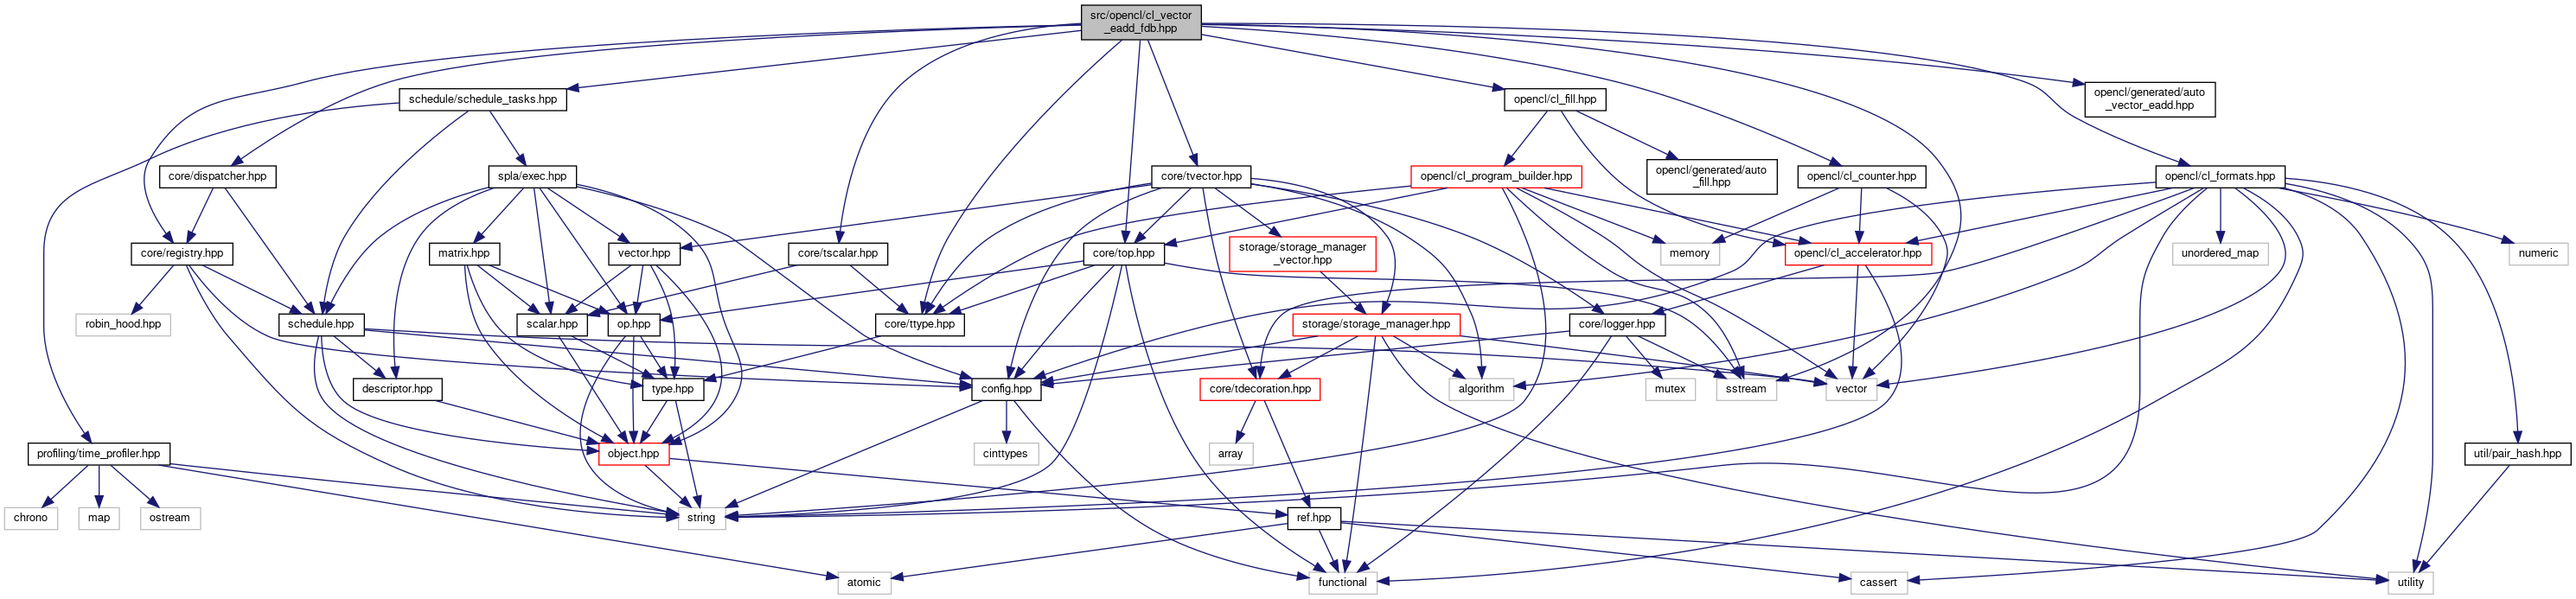 src/opencl/cl_vector
_eadd_fdb.hpp
schedule/schedule_tasks.hpp
opencl/cl_fill.hpp
opencl/generated/auto
_vector_eadd.hpp
core/dispatcher.hpp
spla/exec.hpp
core/tvector.hpp
opencl/cl_program_builder.hpp
opencl/generated/auto
_fill.hpp
opencl/cl_counter.hpp
opencl/cl_formats.hpp
core/registry.hpp
matrix.hpp
vector.hpp
core/tscalar.hpp
core/top.hpp
storage/storage_manager
_vector.hpp
memory
opencl/cl_accelerator.hpp
unordered_map
numeric
robin_hood.hpp
schedule.hpp
scalar.hpp
op.hpp
core/ttype.hpp
storage/storage_manager.hpp
core/logger.hpp
descriptor.hpp
type.hpp
config.hpp
core/tdecoration.hpp
algorithm
mutex
sstream
vector
profiling/time_profiler.hpp
object.hpp
cinttypes
array
util/pair_hash.hpp
chrono
map
ostream
string
ref.hpp
atomic
functional
cassert
utility